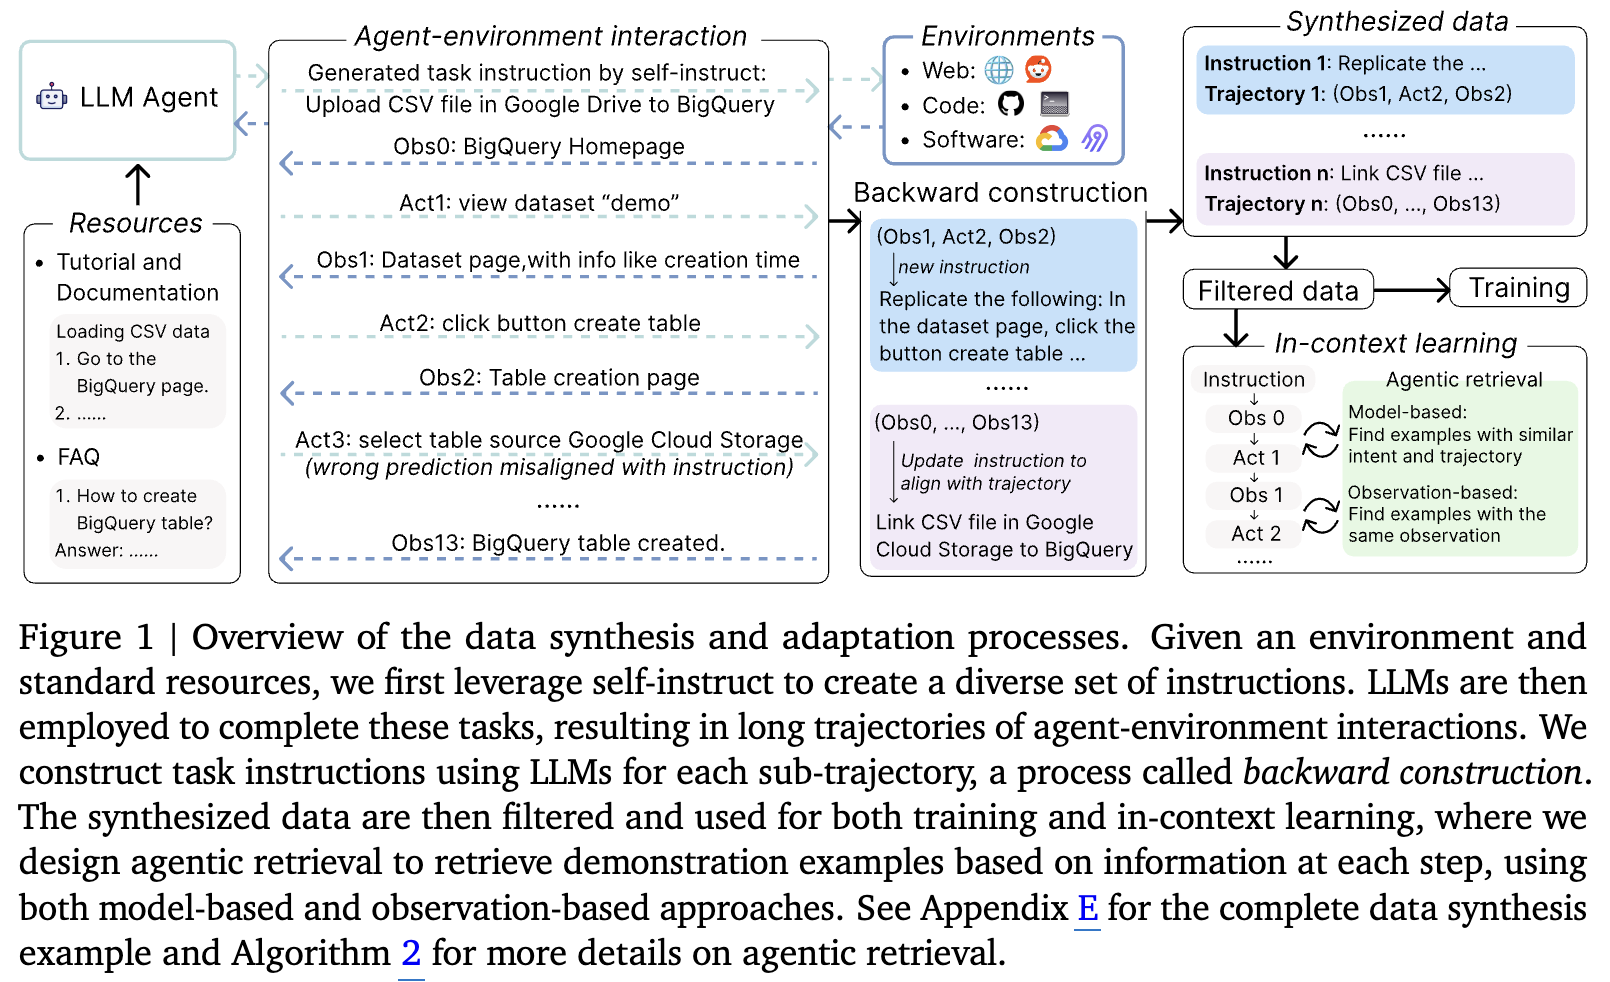 LLM Agent
Resources
• Tutorial and
Documentation
Loading CSV data
1. Go to the
BigQuery page.
2. ......
• FAQ
1. How to create
BigQuery table?
Answer: ......
Agent-environment interaction
Generated task instruction by self-instruct:
Upload CSV file in Google Drive to BigQuery
Obs0: BigQuery Homepage
Act1: view dataset “demo”
Obs1: Dataset page,with info like creation time
Act2: click button create table
Obs2: Table creation page
Act3: select table source Google Cloud Storage
(wrong prediction misaligned with instruction)
......
Obs13: BigQuery table created.
Environments
• Web:
• Code:
• Software:
Backward construction
(Obs1, Act2, Obs2)
new instruction
Replicate the following: In
the dataset page, click the
button create table ...
......
(Obs0, ..., Obs13)
Update instruction to
align with trajectory
Link CSV file in Google
Cloud Storage to BigQuery
Synthesized data
Instruction 1: Replicate the ...
Trajectory 1: (Obs1, Act2, Obs2)
......
Instruction n: Link CSV file ...
Trajectory n: (Obs0, ..., Obs13)
Filtered data
Training
In-context learning
Instruction
Obs 0
Act 1
Obs 1
Act 2
......
Agentic retrieval
Model-based:
Find examples with similar
intent and trajectory
Observation-based:
Find examples with the
same observation
Figure 1 | Overview of the data synthesis and adaptation processes. Given an environment and
standard resources, we first leverage self-instruct to create a diverse set of instructions. LLMs are then
employed to complete these tasks, resulting in long trajectories of agent-environment interactions. We
construct task instructions using LLMs for each sub-trajectory, a process called backward construction.
The synthesized data are then filtered and used for both training and in-context learning, where we
design agentic retrieval to retrieve demonstration examples based on information at each step, using
both model-based and observation-based approaches. See Appendix E for the complete data synthesis
example and Algorithm 2 for more details on agentic retrieval.